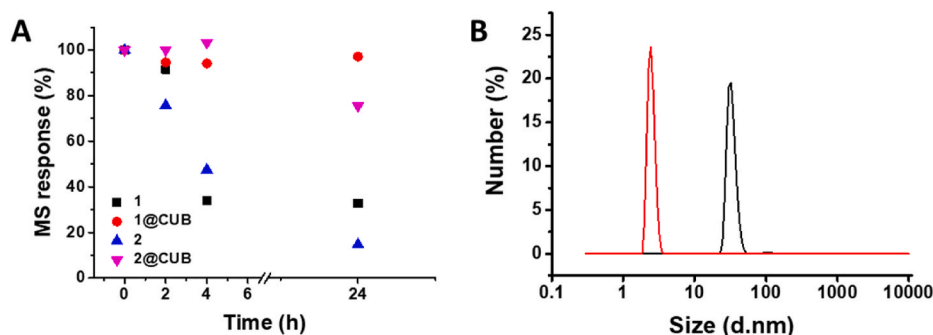 A
MS response (%)
100
80
60
40
20
0
1
1@CUB
2
2@CUB
0 2 4 6 24
Time (h)
B
Number (%)
25
20
15
10
5
0
0.1 1 10 100 1000 10000
Size (d.nm)